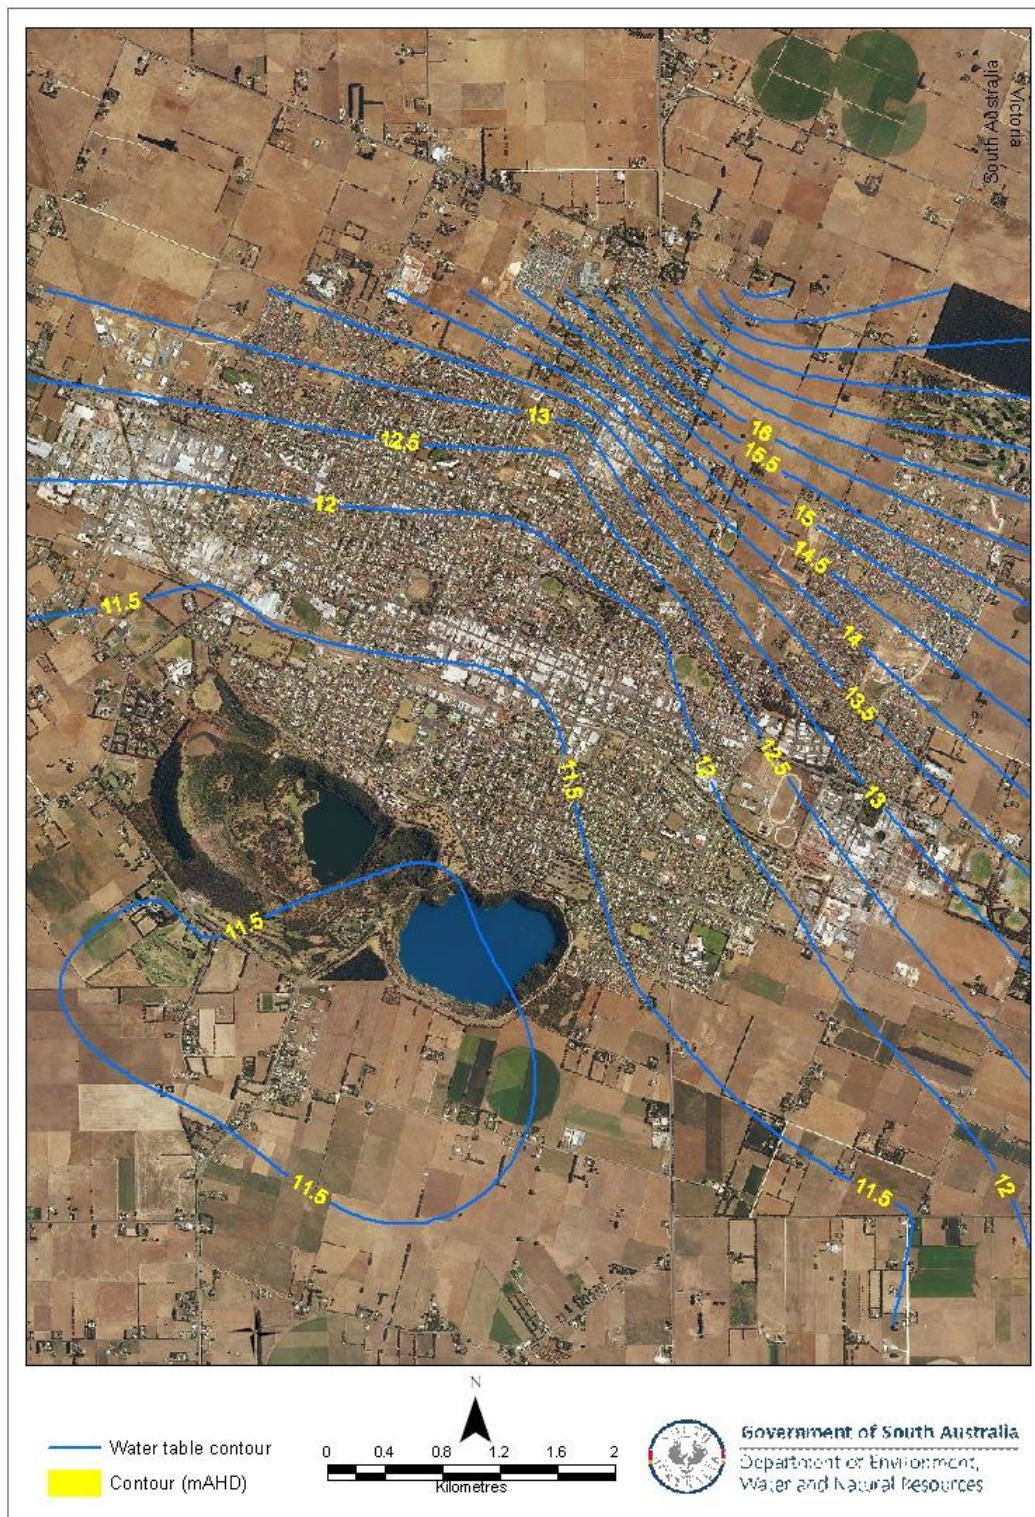 South Australia
Victoria
13
12.5
16
15.5
12
15
14.5
11.5
14
13.5
11.5
12
12.5
13
11.5
11.5
11.5
12
N
Water table contour
Contour (mAHD)
0 0.4 0.8 1.2 1.6 2
Kilometres
Government of South Australia
Department of Environment,
Water and Natural Resources